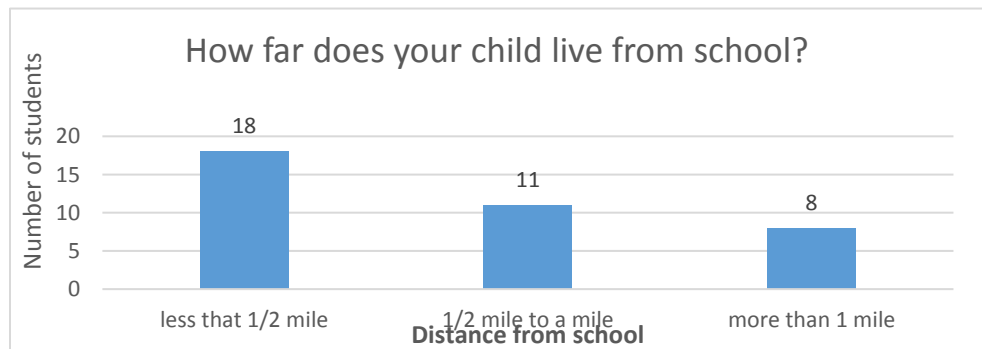 How far does your child live from school?
Number of students
18
11
8
20
15
10
5
0
less that 1/2 mile
1/2 mile to a mile
more than 1 mile
Distance from school